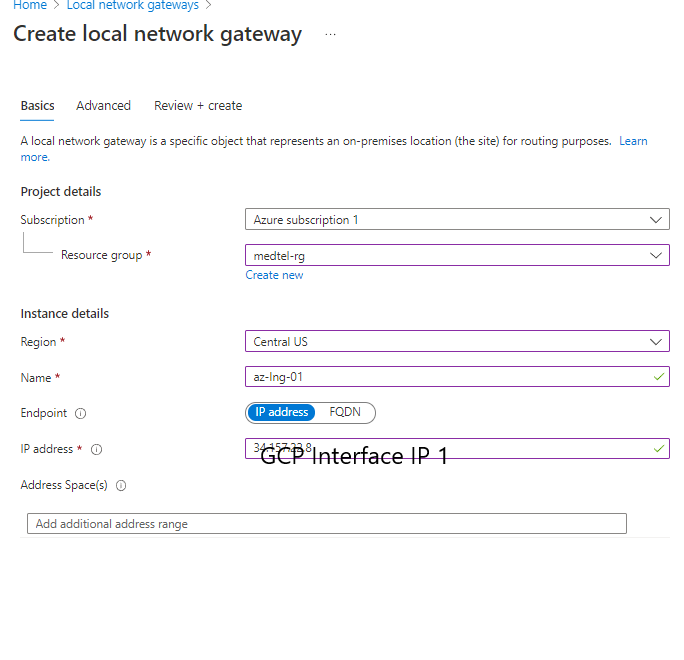 Home > Local network gateways >
Create local network gateway ...
Basics Advanced Review + create
A local network gateway is a specific object that represents an on-premises location (the site) for routing purposes. Learn
more.
Project details
Subscription * Azure subscription 1
Resource group * medtel-rg
Create new
Instance details
Region * Central US
Name * az-lng-01
Endpoint IP address FQDN
IP address * 34.157.22.8
GCP Interface IP 1
Address Space(s)
Add additional address range